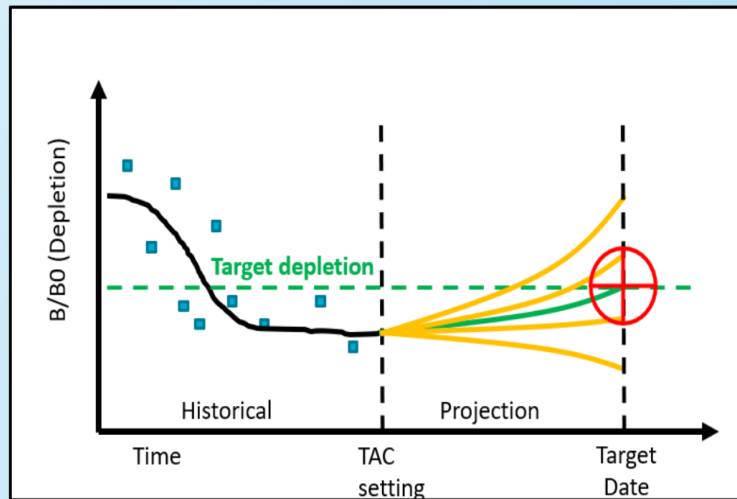 B/B0 (Depletion)
Target depletion
Historical
Projection
Time
TAC
setting
Target
Date